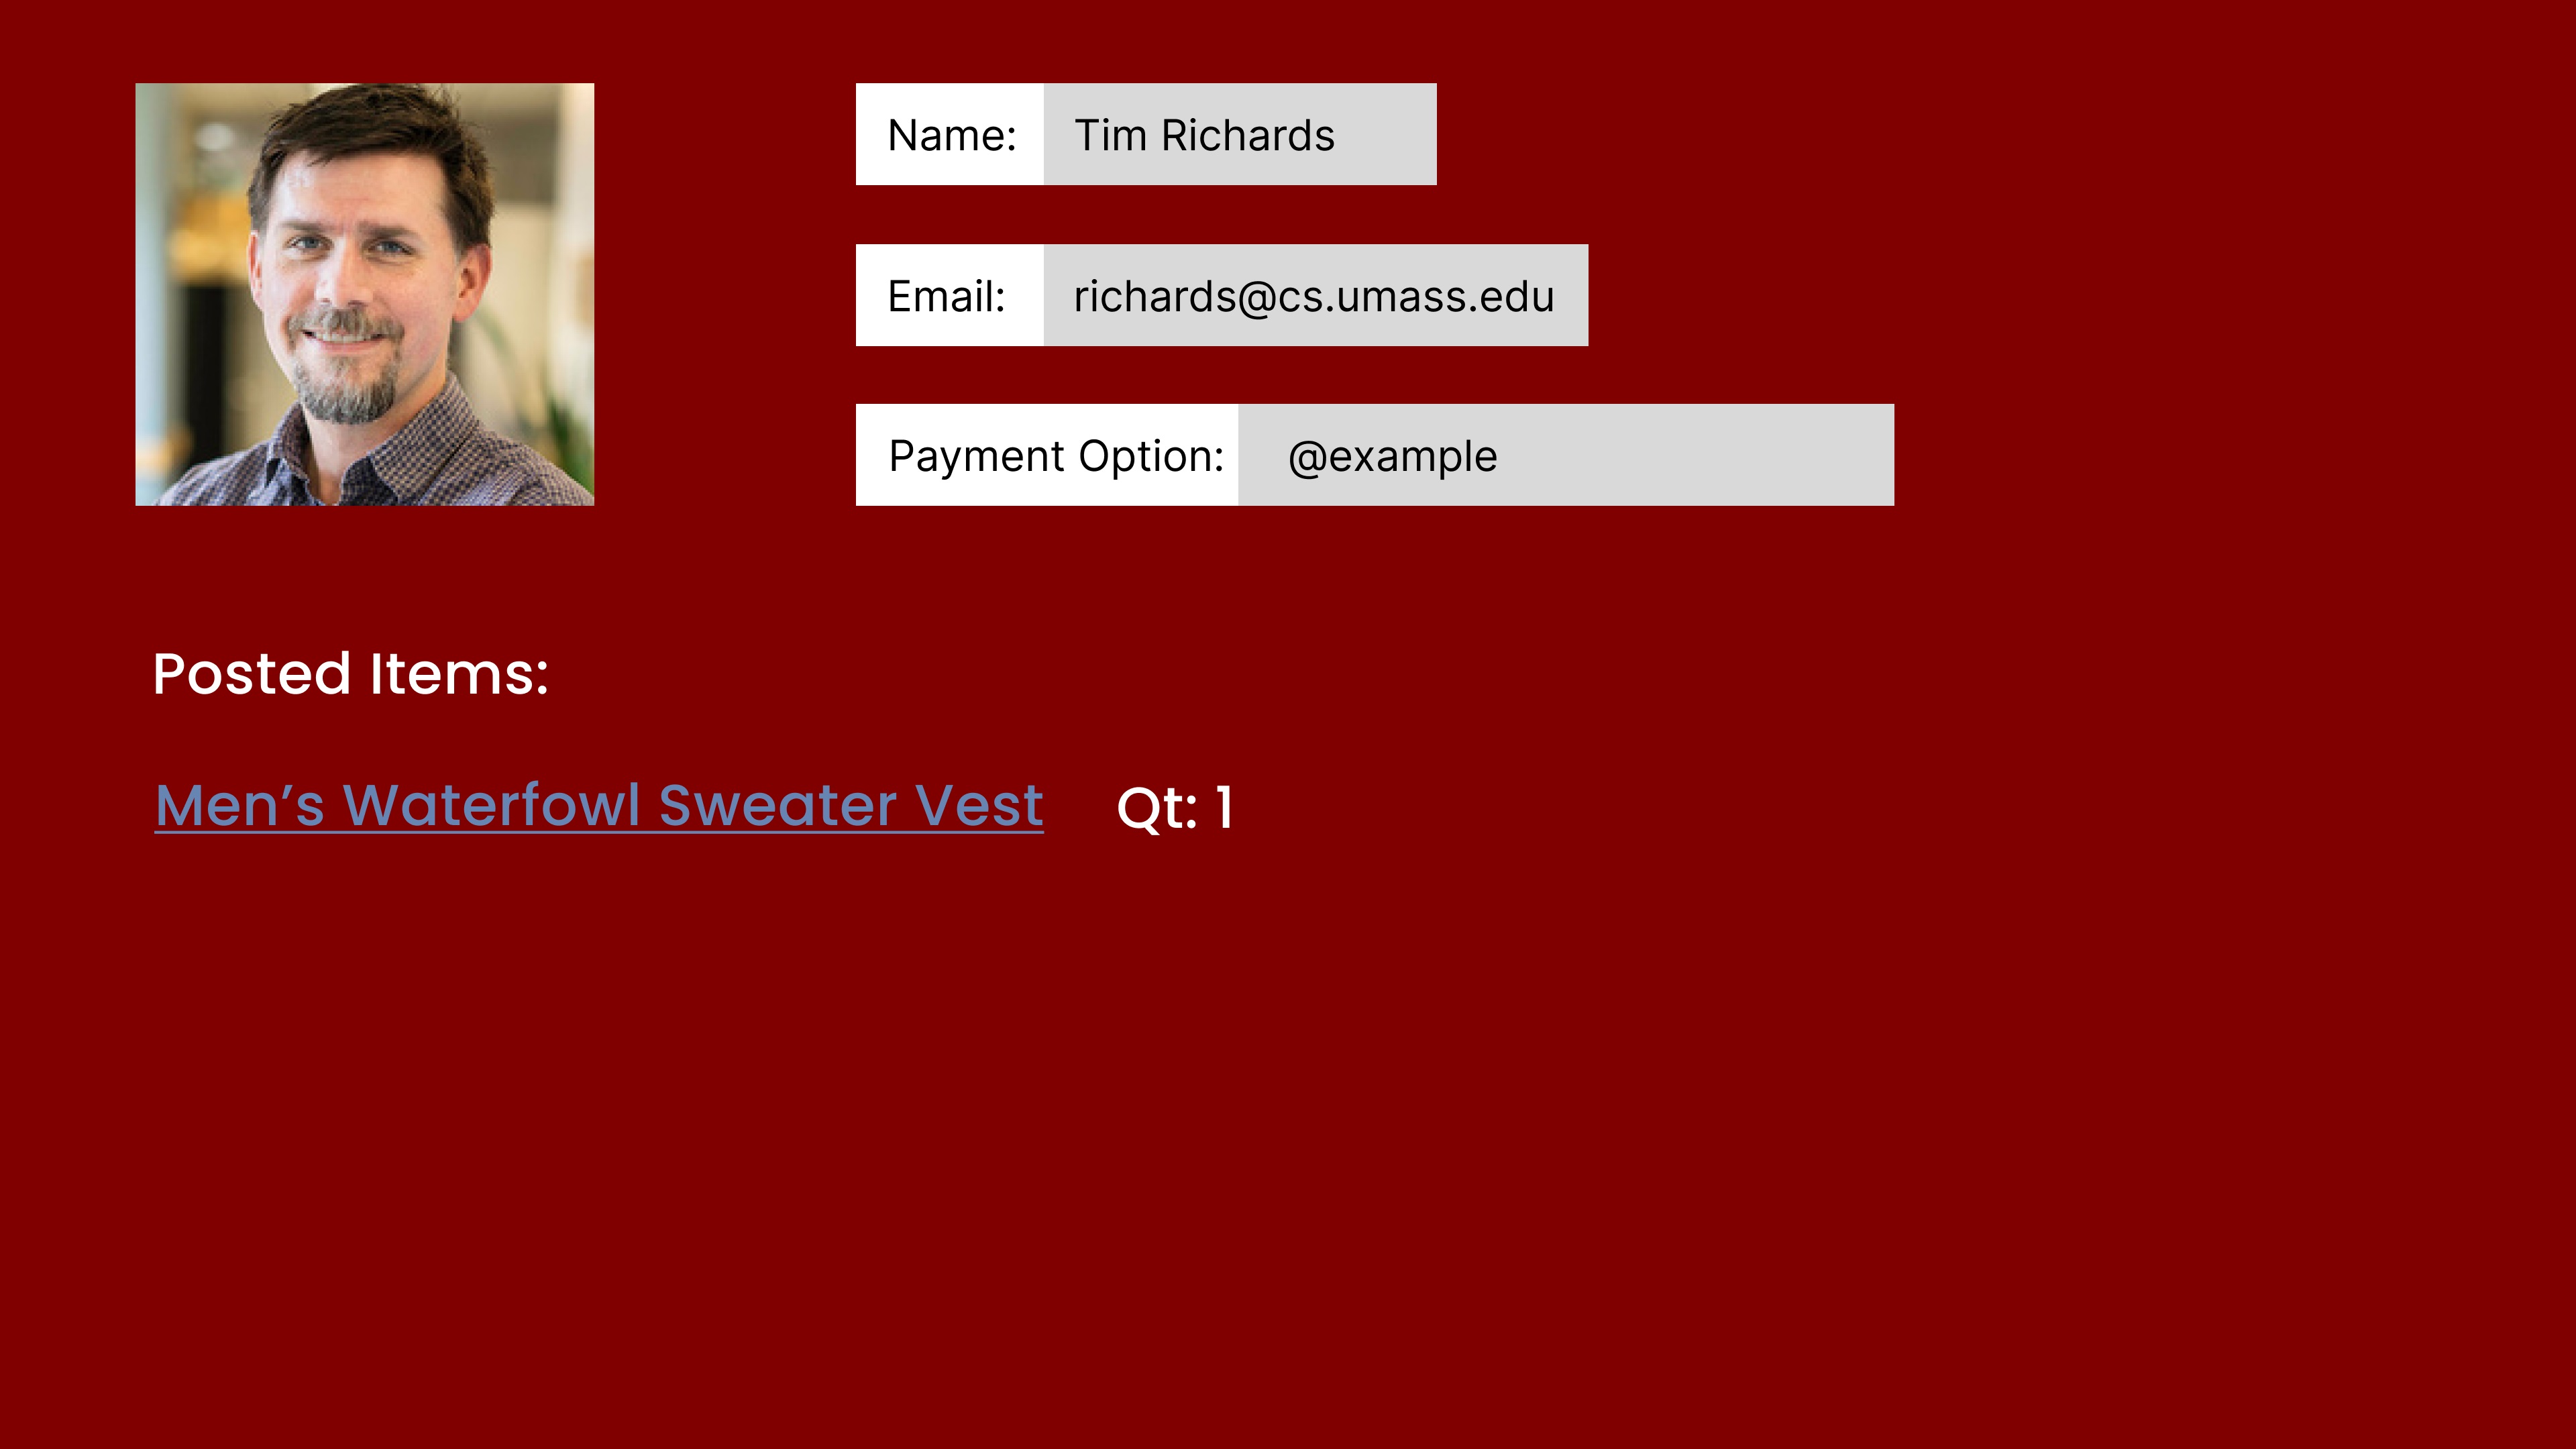 Name: Tim Richards
Email: richards@cs.umass.edu
Payment Option: @example
Posted Items:
Men’s Waterfowl Sweater Vest Qt: 1